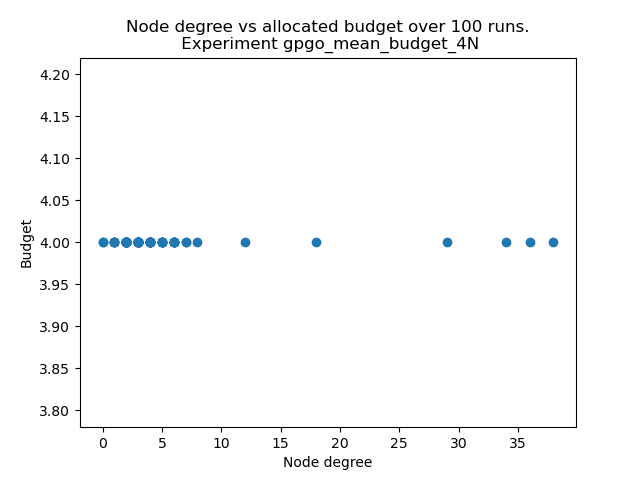 Node degree vs allocated budget over 100 runs.
Experiment gpgo_mean_budget_4N
4.20
4.15
4.10
4.05
4.00
3.95
3.90
3.85
3.80
Budget
0 5 10 15 20 25 30 35
Node degree